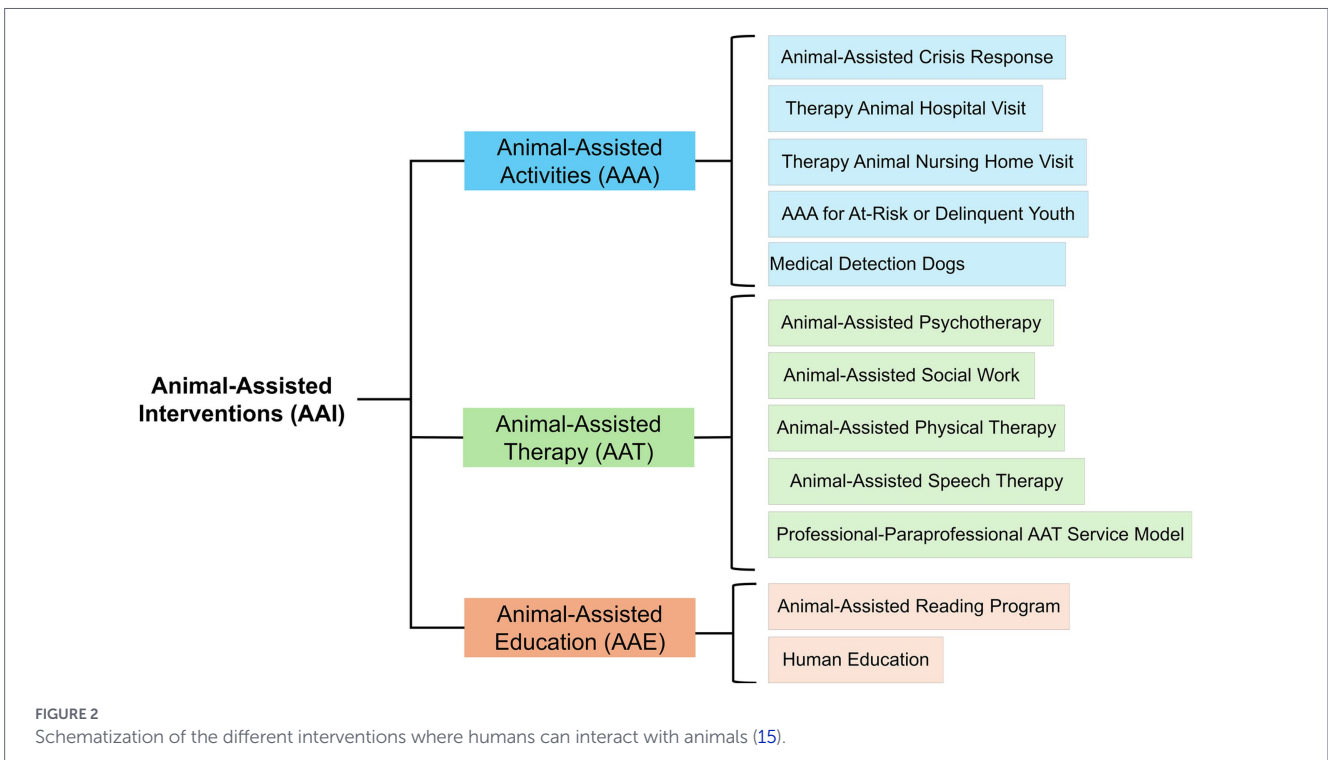 Animal-Assisted
Interventions (AAI)
Animal-Assisted
Activities (AAA)
Animal-Assisted Crisis Response
Therapy Animal Hospital Visit
Therapy Animal Nursing Home Visit
AAA for At-Risk or Delinquent Youth
Medical Detection Dogs
Animal-Assisted
Therapy (AAT)
Animal-Assisted Psychotherapy
Animal-Assisted Social Work
Animal-Assisted Physical Therapy
Animal-Assisted Speech Therapy
Professional-Paraprofessional AAT Service Model
Animal-Assisted
Education (AAE)
Animal-Assisted Reading Program
Human Education
FIGURE 2
Schematization of the different interventions where humans can interact with animals (15).